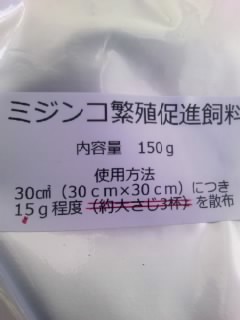 ミジンコ繁殖促進飼料
内容量　150g
使用方法
30c㎡（30cm×30cm）につき
15g程度（約大さじ3杯）を散布